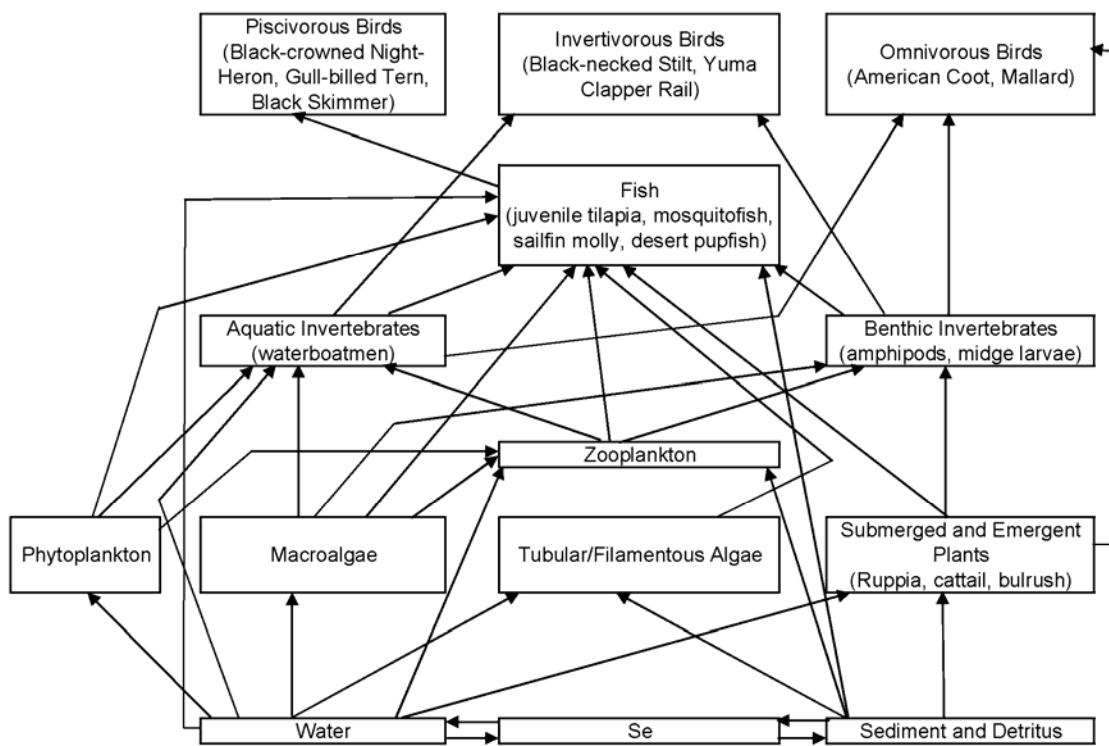 Piscivorous Birds
(Black-crowned Night-
Heron, Gull-billed Tern,
Black Skimmer)
Invertivorous Birds
(Black-necked Stilt, Yuma
Clapper Rail)
Omnivorous Birds
(American Coot, Mallard)
Fish
(juvenile tilapia, mosquitofish,
sailfin molly, desert pupfish)
Aquatic Invertebrates
(waterboatmen)
Benthic Invertebrates
(amphipods, midge larvae)
Zooplankton
Phytoplankton
Macroalgae
Tubular/Filamentous Algae
Submerged and Emergent
Plants
(Ruppia, cattail, bulrush)
Water
Se
Sediment and Detritus